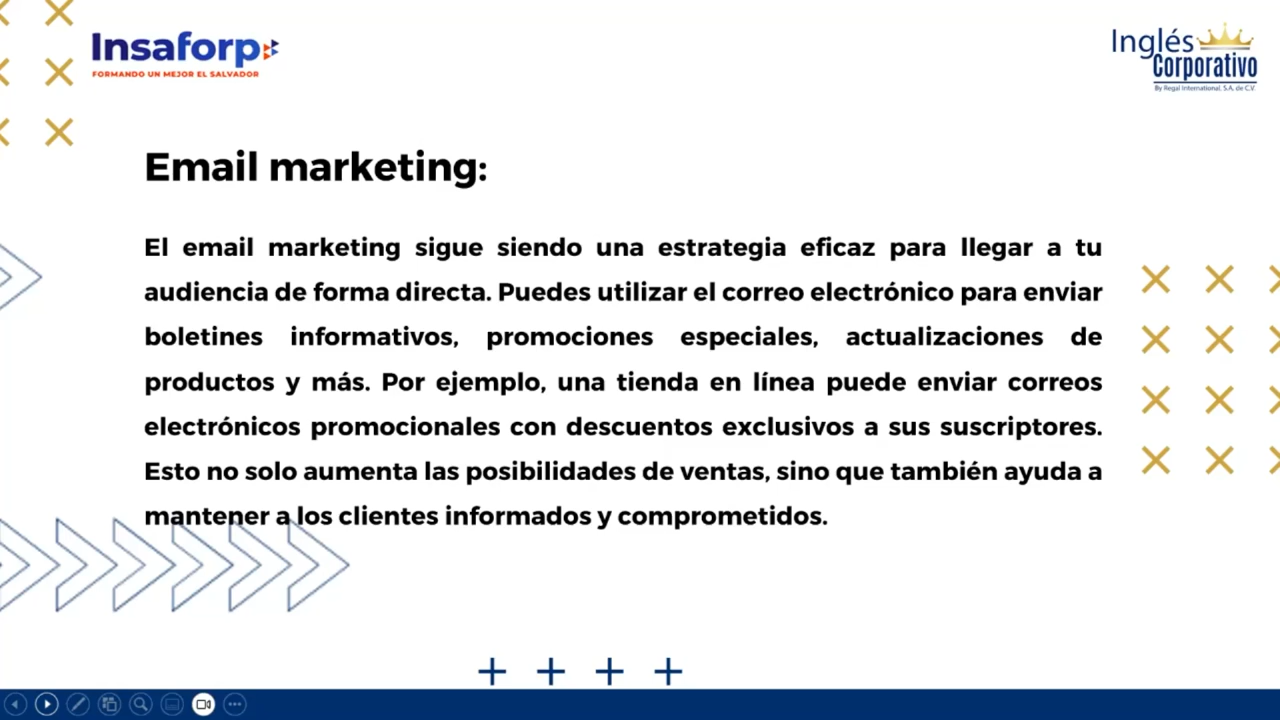 Insaforp
FORMANDO UN MEJOR EL SALVADOR
Inglés
Corporativo
By Regal International, S.A. de C.V.
Email marketing:
El email marketing sigue siendo una estrategia eficaz para llegar a tu
audiencia de forma directa. Puedes utilizar el correo electrónico para enviar
boletines informativos, promociones especiales, actualizaciones de
productos y más. Por ejemplo, una tienda en línea puede enviar correos
electrónicos promocionales con descuentos exclusivos a sus suscriptores.
Esto no solo aumenta las posibilidades de ventas, sino que también ayuda a
mantener a los clientes informados y comprometidos.